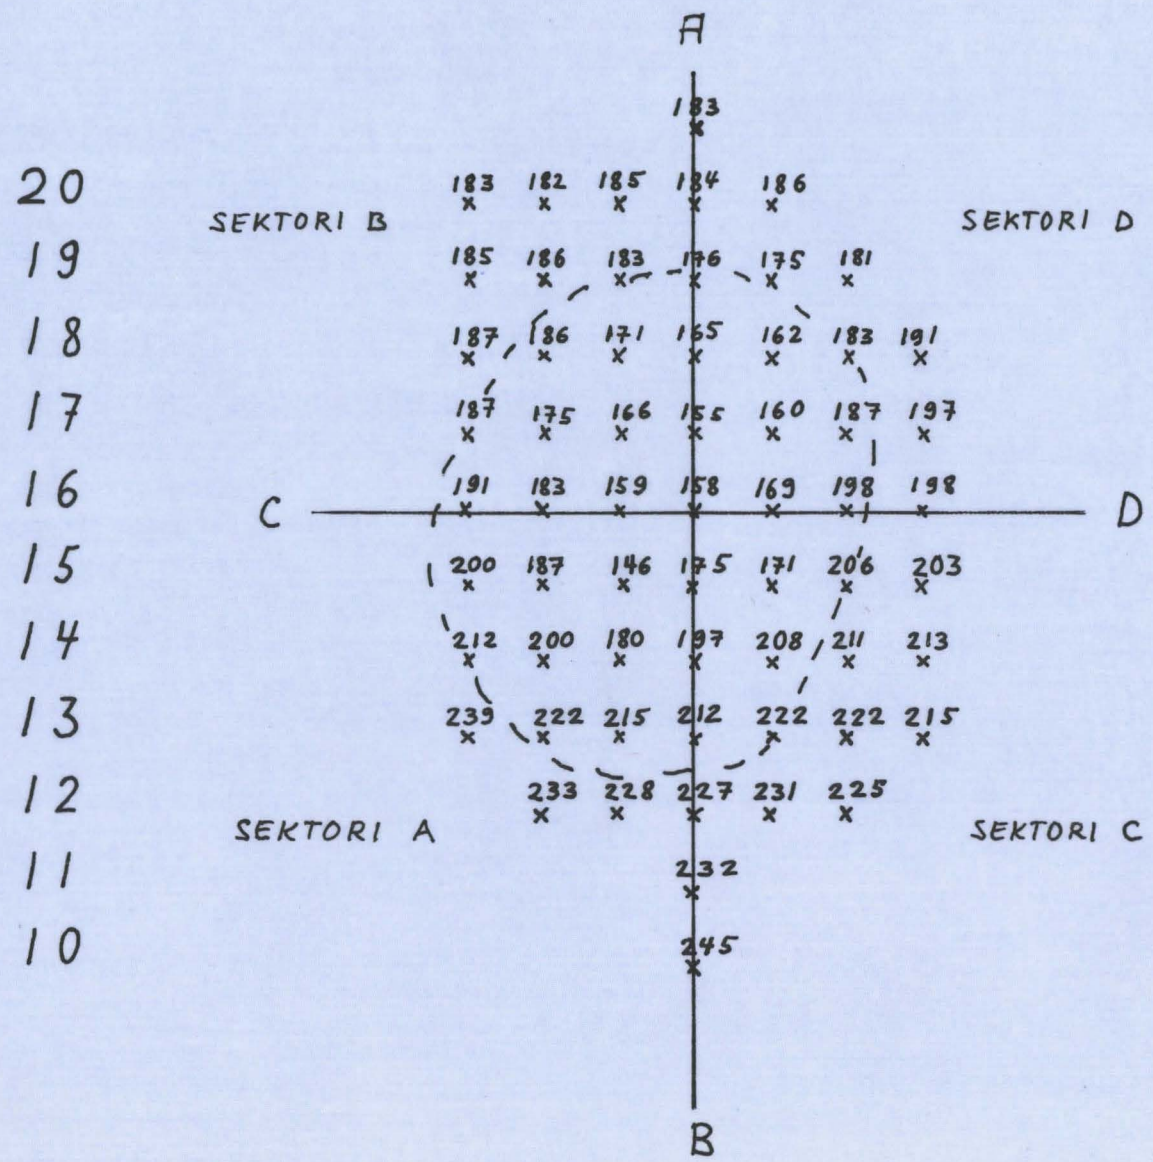 A
183
20 183 182 185 184 186
SEKTORI B SEKTORI D
19 185 186 183 176 175 181
18 187 186 171 165 162 183 191
17 187 175 166 155 160 187 197
16 191 183 159 158 169 198 198
C D
15 200 187 146 175 171 206 203
14 212 200 180 197 208 211 213
13 239 222 215 212 222 222 215
12 233 228 227 231 225
SEKTORI A SEKTORI C
11 232
10 245
B